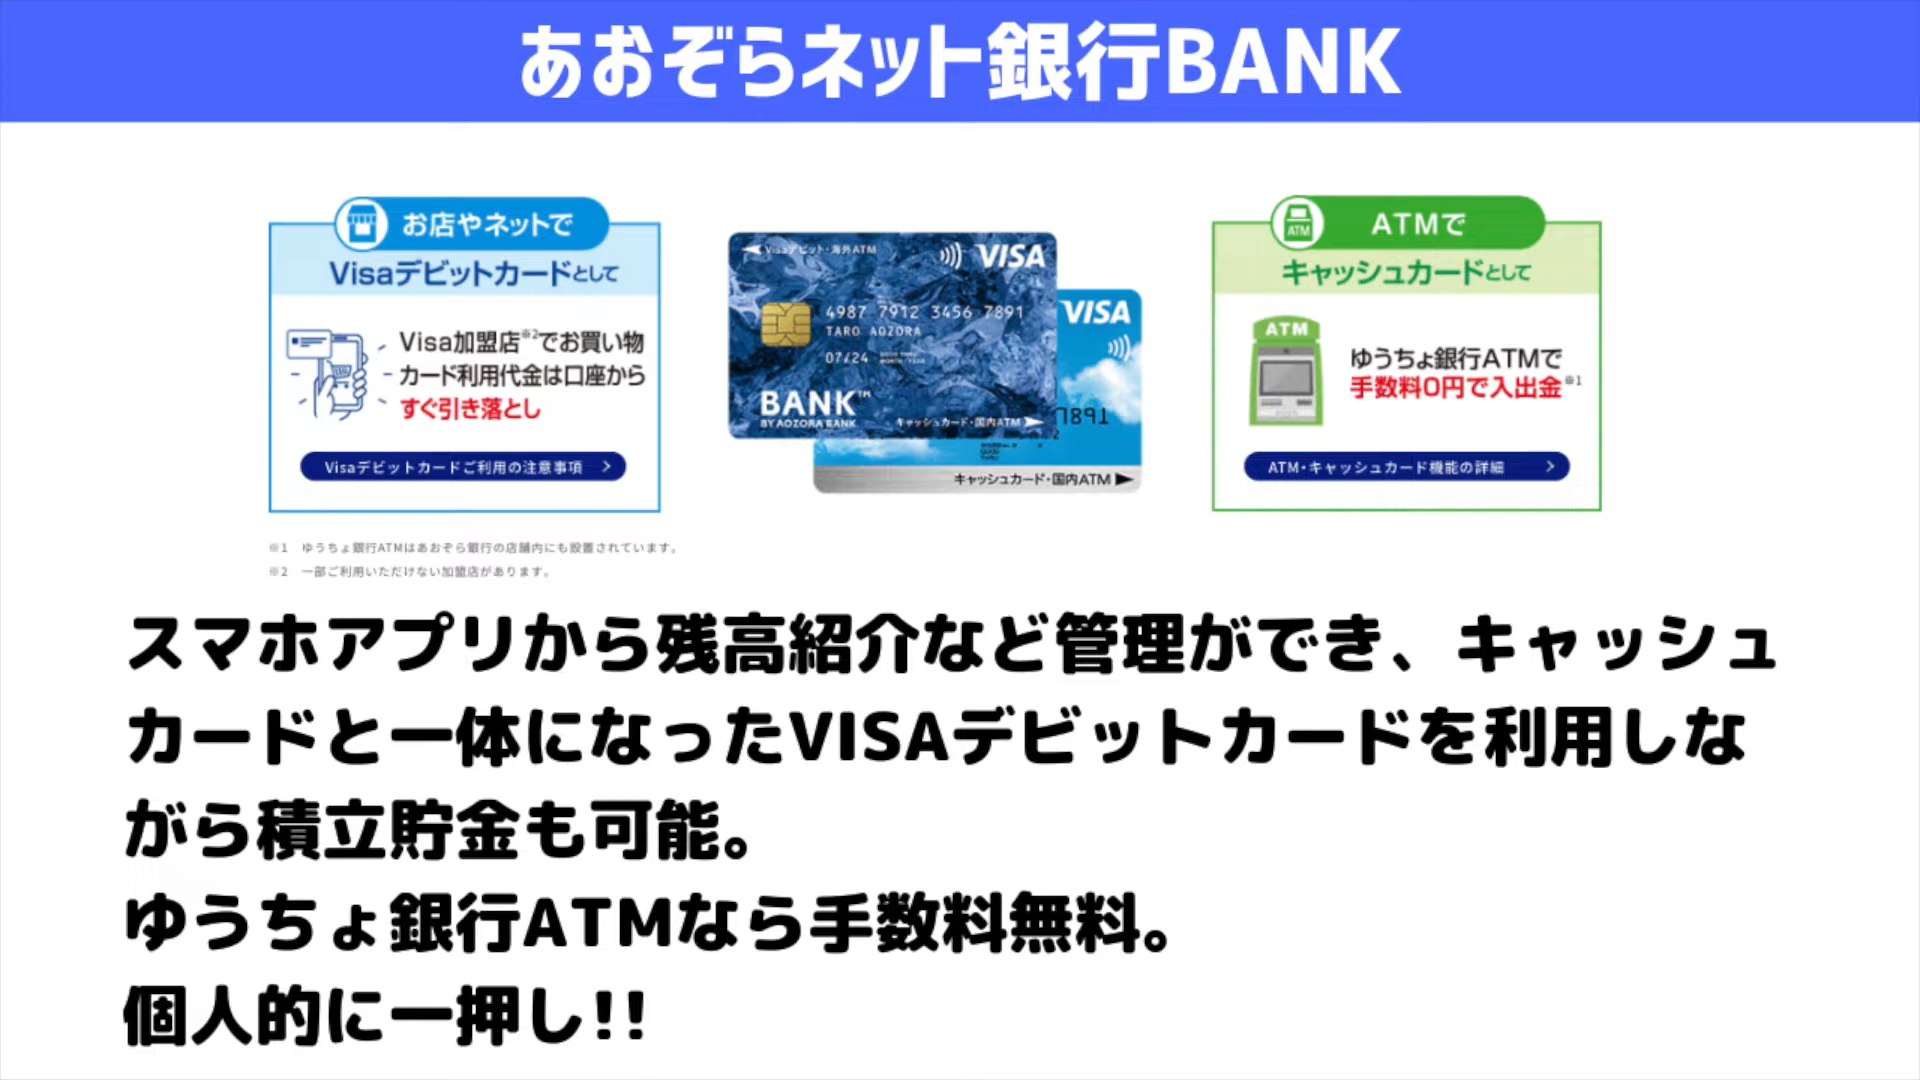 あおぞらネット銀行BANK
お店やネットで
Visaデビットカードとして
Visa加盟店※2でお買い物
カード利用代金は口座から
すぐ引き落とし
Visaデビットカードご利用の注意事項
Visaデビット・海外ATM
VISA
4987 7912 3456 7891
TARO AOZORA
07/24
BANK™
BY AOZORA BANK
キャッシュカード・国内ATM
VISA
7891
キャッシュカード・国内ATM
ATMで
キャッシュカードとして
ATM
ATM
ゆうちょ銀行ATMで
手数料0円で入出金※1
ATM・キャッシュカード機能の詳細
※1 ゆうちょ銀行ATMはあおぞら銀行の店舗内にも設置されています。
※2 一部ご利用いただけない加盟店があります。
スマホアプリから残高紹介など管理ができ、キャッシュ
カードと一体になったVISAデビットカードを利用しな
がら積立貯金も可能。
ゆうちょ銀行ATMなら手数料無料。
個人的に一押し!!